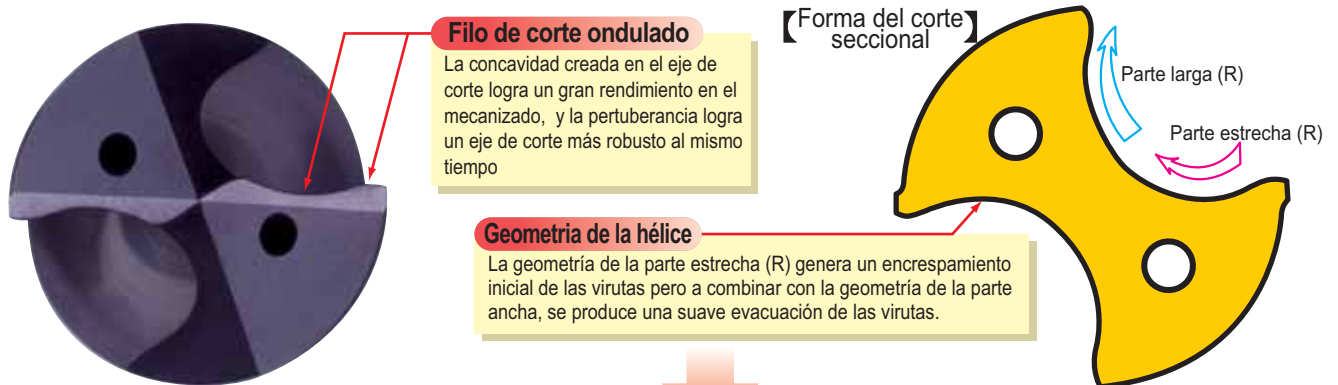 Filo de corte ondulado
La concavidad creada en el eje de
corte logra un gran rendimiento en el
mecanizado, y la pertuberancia logra
un eje de corte más robusto al mismo
tiempo
【Forma del corte
seccional】
Parte larga (R)
Parte estrecha (R)
Geometria de la hélice
La geometría de la parte estrecha (R) genera un encrespamiento
inicial de las virutas pero a combinar con la geometría de la parte
ancha, se produce una suave evacuación de las virutas.